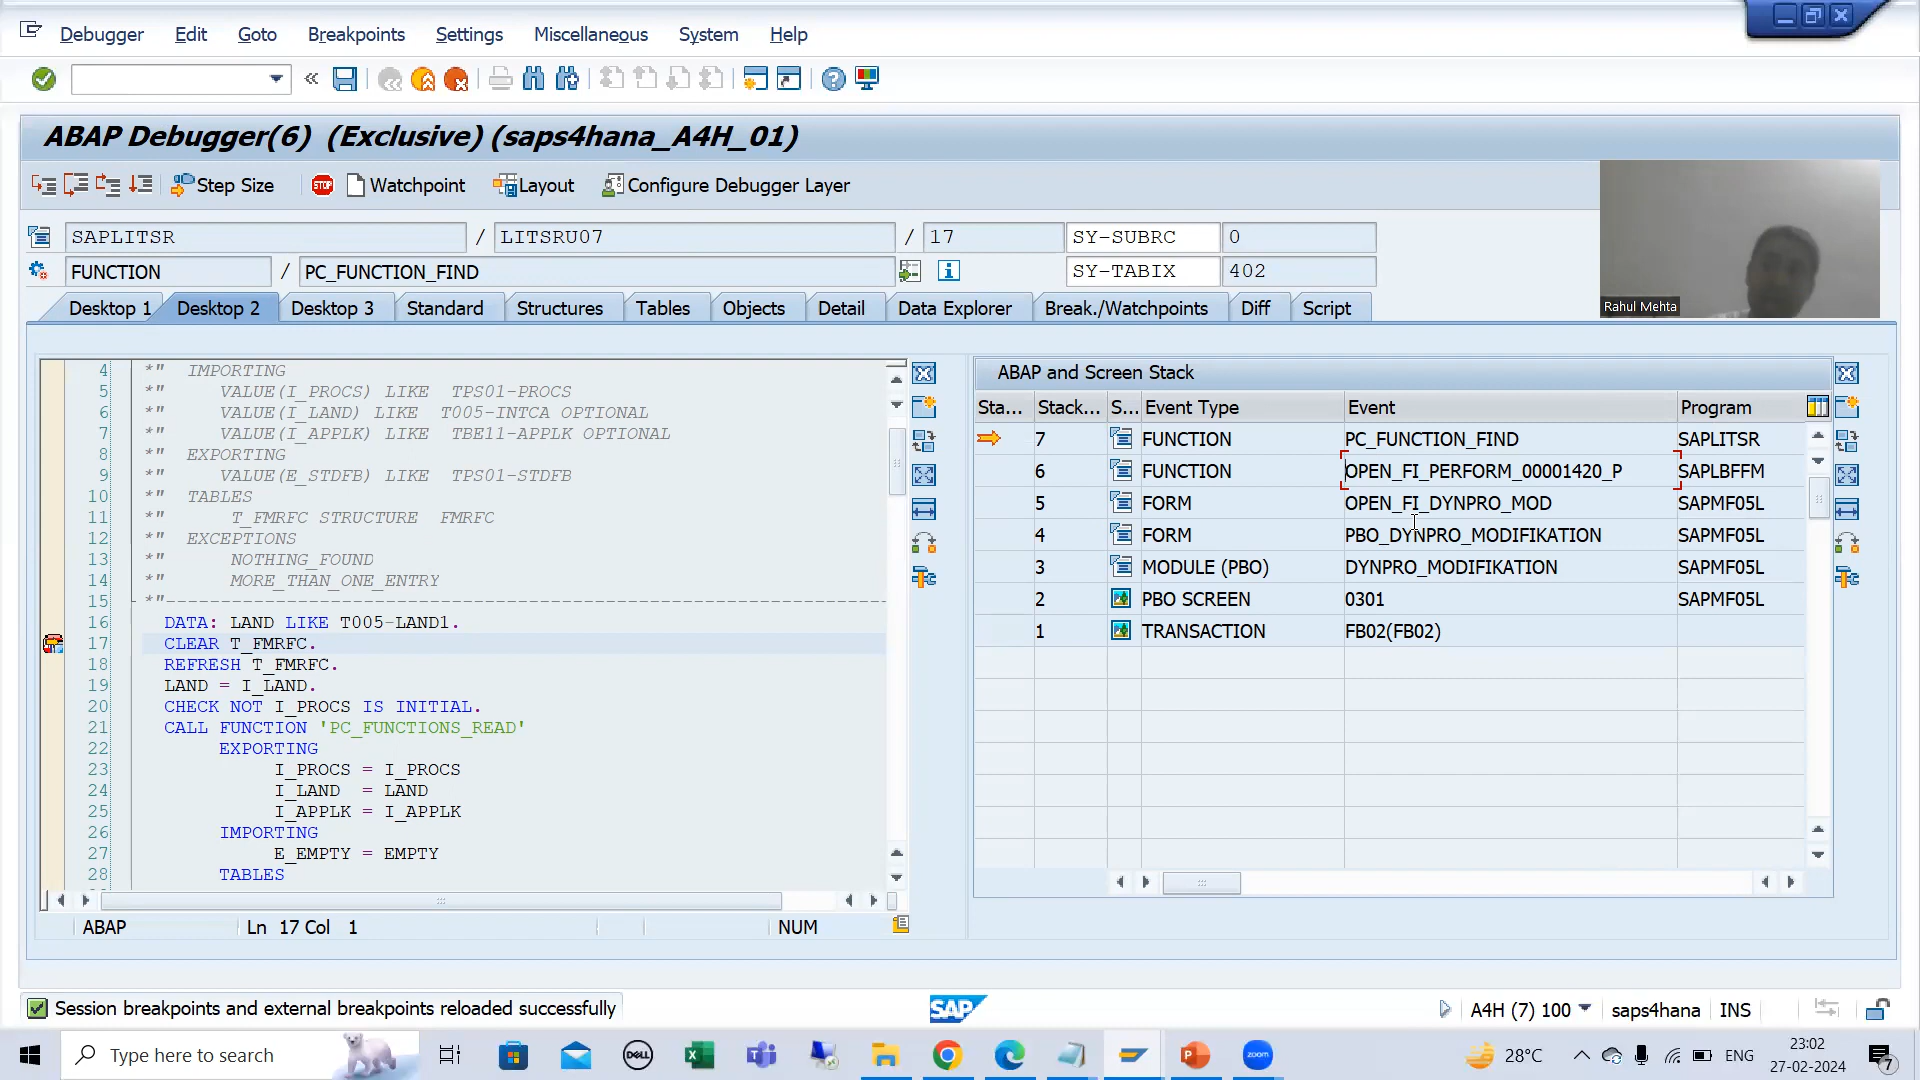 Debugger Edit Goto Breakpoints Settings Miscellaneous System Help
ABAP Debugger(6) (Exclusive) (saps4hana_A4H_01)
Step Size STOP Watchpoint Layout Configure Debugger Layer
SAPLITSR / LITSRU07 / 17 SY-SUBRC 0
FUNCTION / PC_FUNCTION_FIND SY-TABIX 402
Rahul Mehta
Desktop 1 Desktop 2 Desktop 3 Standard Structures Tables Objects Detail Data Explorer Break./Watchpoints Diff Script
4 *" IMPORTING
5 *" VALUE(I_PROCS) LIKE TPS01-PROCS
6 *" VALUE(I_LAND) LIKE T005-INTCA OPTIONAL
7 *" VALUE(I_APPLK) LIKE TBE11-APPLK OPTIONAL
8 *" EXPORTING
9 *" VALUE(E_STDFB) LIKE TPS01-STDFB
10 *" TABLES
11 *" T_FMRFC STRUCTURE FMRFC
12 *" EXCEPTIONS
13 *" NOTHING_FOUND
14 *" MORE_THAN_ONE_ENTRY
15 *"----------------------------------------------------------------------
16 DATA: LAND LIKE T005-LAND1.
17 CLEAR T_FMRFC.
18 REFRESH T_FMRFC.
19 LAND = I_LAND.
20 CHECK NOT I_PROCS IS INITIAL.
21 CALL FUNCTION 'PC_FUNCTIONS_READ'
22 EXPORTING
23 I_PROCS = I_PROCS
24 I_LAND = LAND
25 I_APPLK = I_APPLK
26 IMPORTING
27 E_EMPTY = EMPTY
28 TABLES
ABAP Ln 17 Col 1 NUM
ABAP and Screen Stack
Sta... Stack... S... Event Type Event Program
7 FUNCTION PC_FUNCTION_FIND SAPLITSR
6 FUNCTION OPEN_FI_PERFORM_00001420_P SAPLBFFM
5 FORM OPEN_FI_DYNPRO_MOD SAPMF05L
4 FORM PBO_DYNPRO_MODIFIKATION SAPMF05L
3 MODULE (PBO) DYNPRO_MODIFIKATION SAPMF05L
2 PBO SCREEN 0301 SAPMF05L
1 TRANSACTION FB02(FB02)
Session breakpoints and external breakpoints reloaded successfully
SAP
A4H (7) 100 saps4hana INS
Type here to search
DELL
zoom
28°C
ENG
23:02
27-02-2024
7